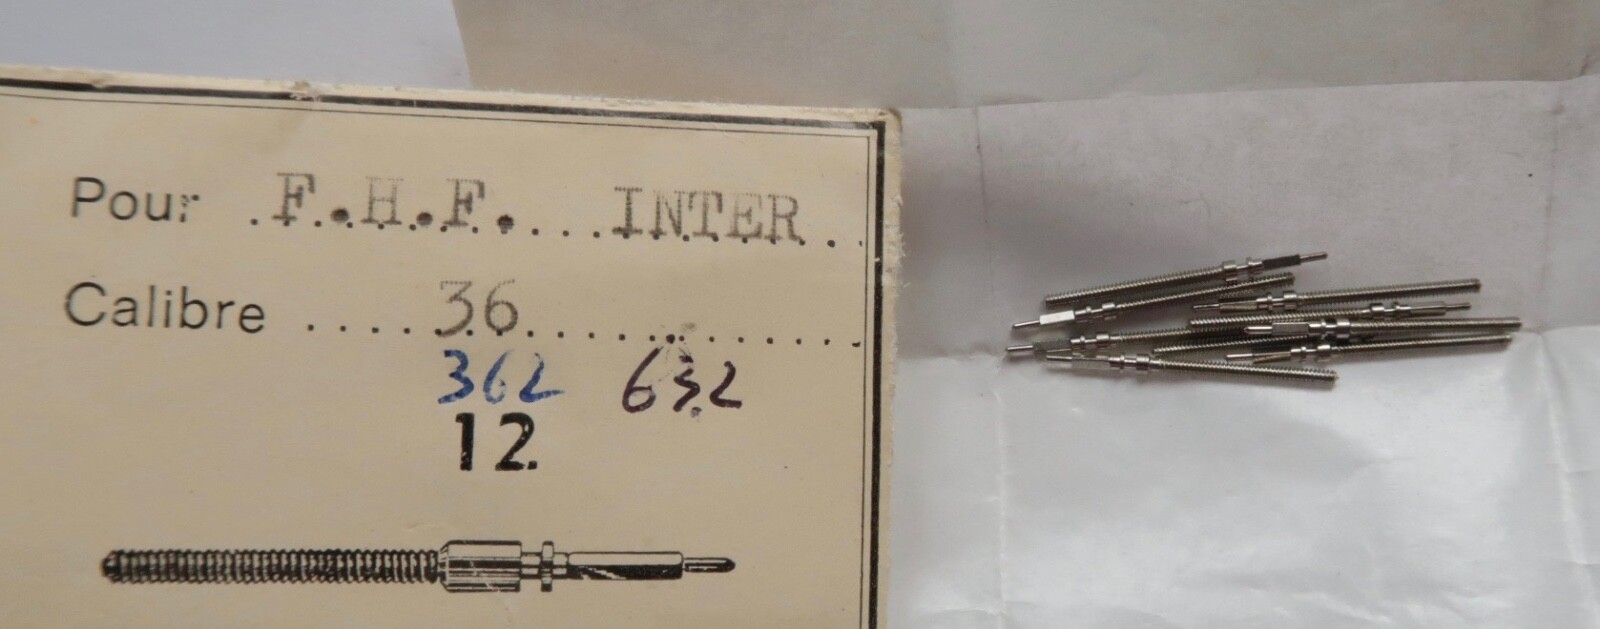 Pour F.H.F. INTER
Calibre 36
362 632
12